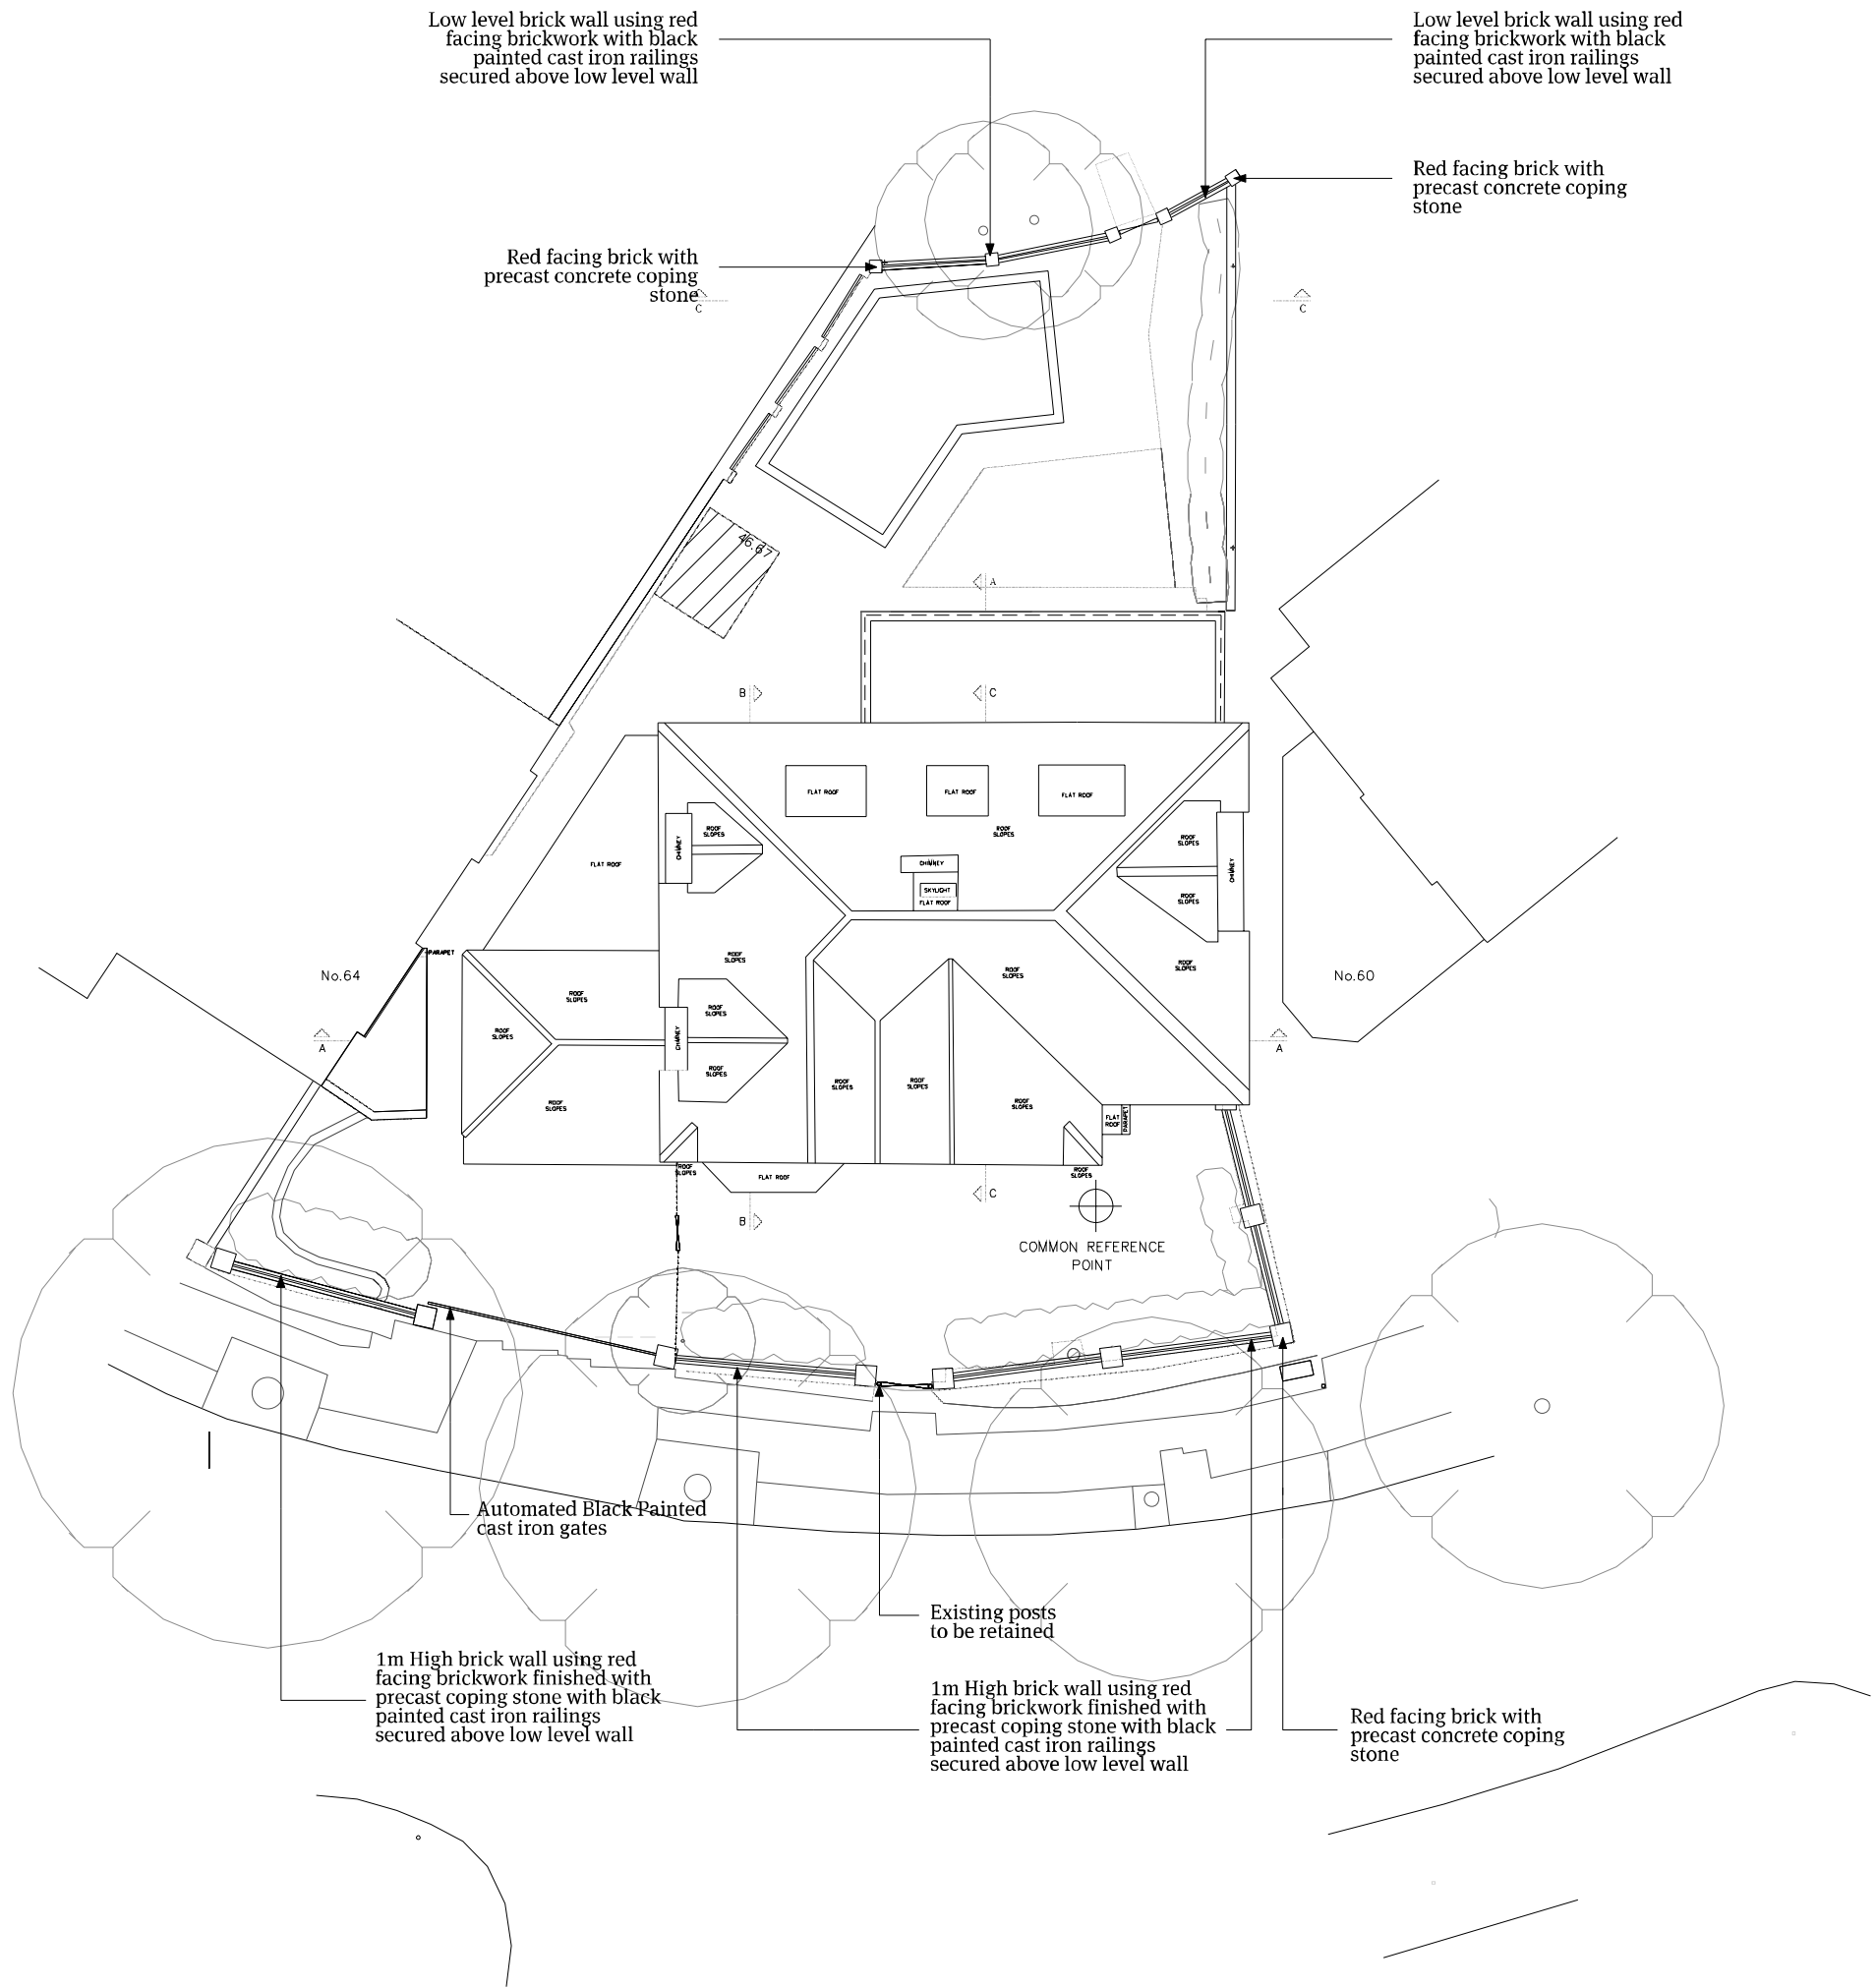 Low level brick wall using red
facing brickwork with black
painted cast iron railings
secured above low level wall
Low level brick wall using red
facing brickwork with black
painted cast iron railings
secured above low level wall
Red facing brick with
precast concrete coping
stone
Red facing brick with
precast concrete coping
stone
C
C
46.67
A
B
C
FLAT ROOF
FLAT ROOF
FLAT ROOF
ROOF
SLOPES
ROOF
SLOPES
ROOF
SLOPES
CHIMNEY
CHIMNEY
CHIMNEY
FLAT ROOF
SKYLIGHT
FLAT ROOF
ROOF
SLOPES
PARAPET
No.64
ROOF
SLOPES
ROOF
SLOPES
ROOF
SLOPES
ROOF
SLOPES
No.60
ROOF
SLOPES
ROOF
SLOPES
CHIMNEY
A
A
ROOF
SLOPES
ROOF
SLOPES
ROOF
SLOPES
ROOF
SLOPES
ROOF
SLOPES
FLAT
ROOF
PARAPET
ROOF
SLOPES
FLAT ROOF
ROOF
SLOPES
C
B
COMMON REFERENCE
POINT
Automated Black Painted
cast iron gates
Existing posts
to be retained
1m High brick wall using red
facing brickwork finished with
precast coping stone with black
painted cast iron railings
secured above low level wall
1m High brick wall using red
facing brickwork finished with
precast coping stone with black
painted cast iron railings
secured above low level wall
Red facing brick with
precast concrete coping
stone